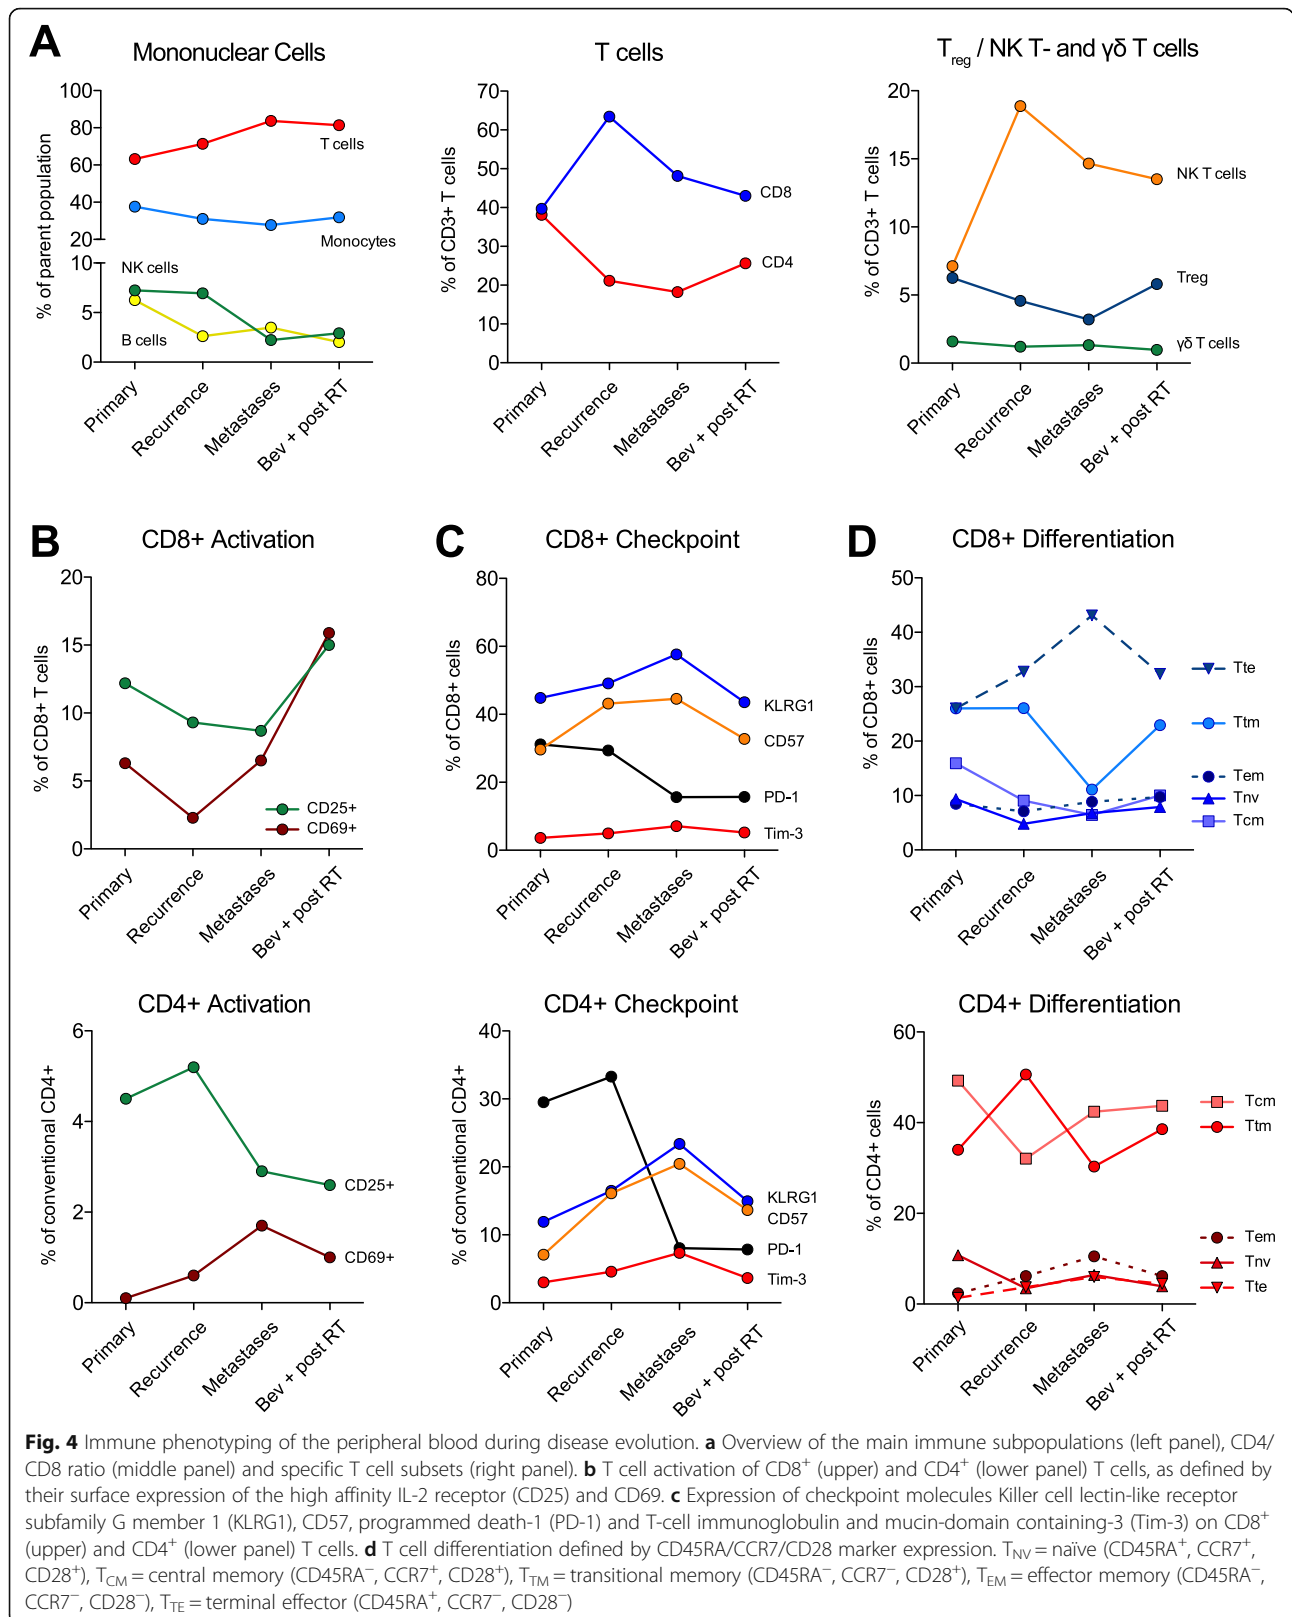 A
Mononuclear Cells
% of parent population
100
80
60
40
20
10
5
0
T cells
Monocytes
NK cells
B cells
Primary
Recurrence
Metastases
Bev + post RT
T cells
% of CD3+ T cells
70
60
50
40
30
20
10
0
CD8
CD4
Primary
Recurrence
Metastases
Bev + post RT
Treg / NK T- and γδ T cells
% of CD3+ T cells
20
15
10
5
0
NK T cells
Treg
γδ T cells
Primary
Recurrence
Metastases
Bev + post RT
B
CD8+ Activation
% of CD8+ T cells
20
15
10
5
0
CD25+
CD69+
Primary
Recurrence
Metastases
Bev + post RT
C
CD8+ Checkpoint
% of CD8+ cells
80
60
40
20
0
KLRG1
CD57
PD-1
Tim-3
Primary
Recurrence
Metastases
Bev + post RT
D
CD8+ Differentiation
% of CD8+ cells
50
40
30
20
10
0
Tte
Ttm
Tem
Tnv
Tcm
Primary
Recurrence
Metastases
Bev + post RT
CD4+ Activation
% of conventional CD4+
6
4
2
0
CD25+
CD69+
Primary
Recurrence
Metastases
Bev + post RT
CD4+ Checkpoint
% of conventional CD4+
40
30
20
10
0
KLRG1
CD57
PD-1
Tim-3
Primary
Recurrence
Metastases
Bev + post RT
CD4+ Differentiation
% of CD4+ cells
60
40
20
0
Tcm
Ttm
Tem
Tnv
Tte
Primary
Recurrence
Metastases
Bev + post RT
Fig. 4 Immune phenotyping of the peripheral blood during disease evolution. a Overview of the main immune subpopulations (left panel), CD4/
CD8 ratio (middle panel) and specific T cell subsets (right panel). b T cell activation of CD8⁺ (upper) and CD4⁺ (lower panel) T cells, as defined by
their surface expression of the high affinity IL-2 receptor (CD25) and CD69. c Expression of checkpoint molecules Killer cell lectin-like receptor
subfamily G member 1 (KLRG1), CD57, programmed death-1 (PD-1) and T-cell immunoglobulin and mucin-domain containing-3 (Tim-3) on CD8⁺
(upper) and CD4⁺ (lower panel) T cells. d T cell differentiation defined by CD45RA/CCR7/CD28 marker expression. TNV = naïve (CD45RA⁺, CCR7⁺,
CD28⁺), TCM = central memory (CD45RA⁻, CCR7⁺, CD28⁺), TTM = transitional memory (CD45RA⁻, CCR7⁻, CD28⁺), TEM = effector memory (CD45RA⁻,
CCR7⁻, CD28⁻), TTE = terminal effector (CD45RA⁺, CCR7⁻, CD28⁻)